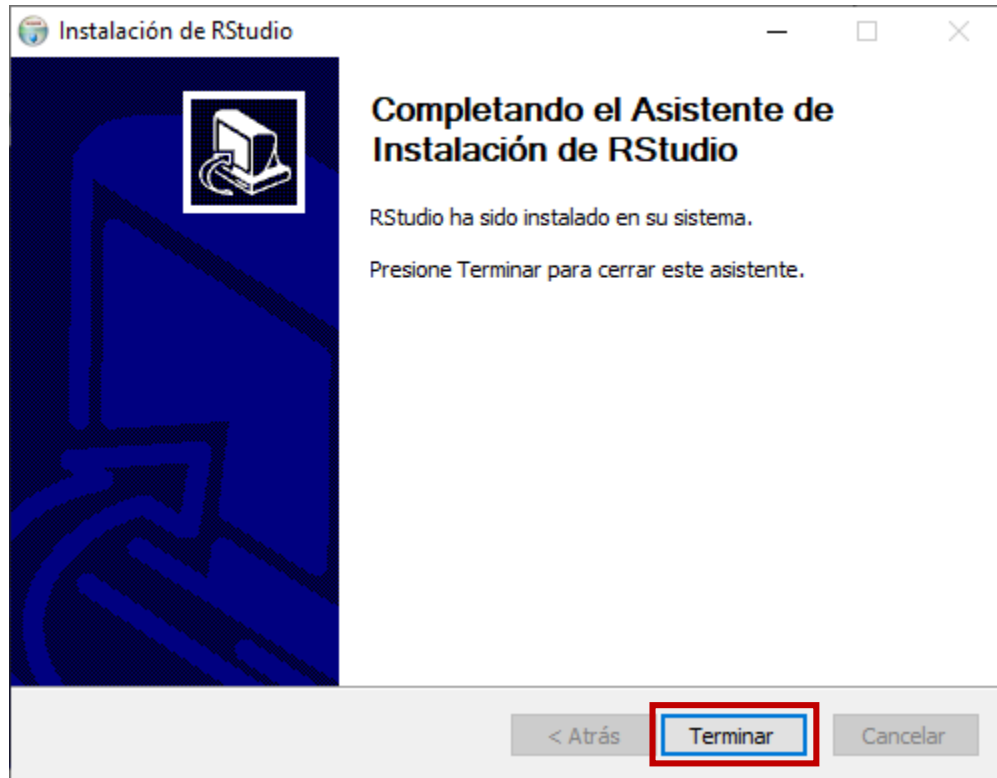 Instalación de RStudio
Completando el Asistente de
Instalación de RStudio
RStudio ha sido instalado en su sistema.
Presione Terminar para cerrar este asistente.
< Atrás
Terminar
Cancelar